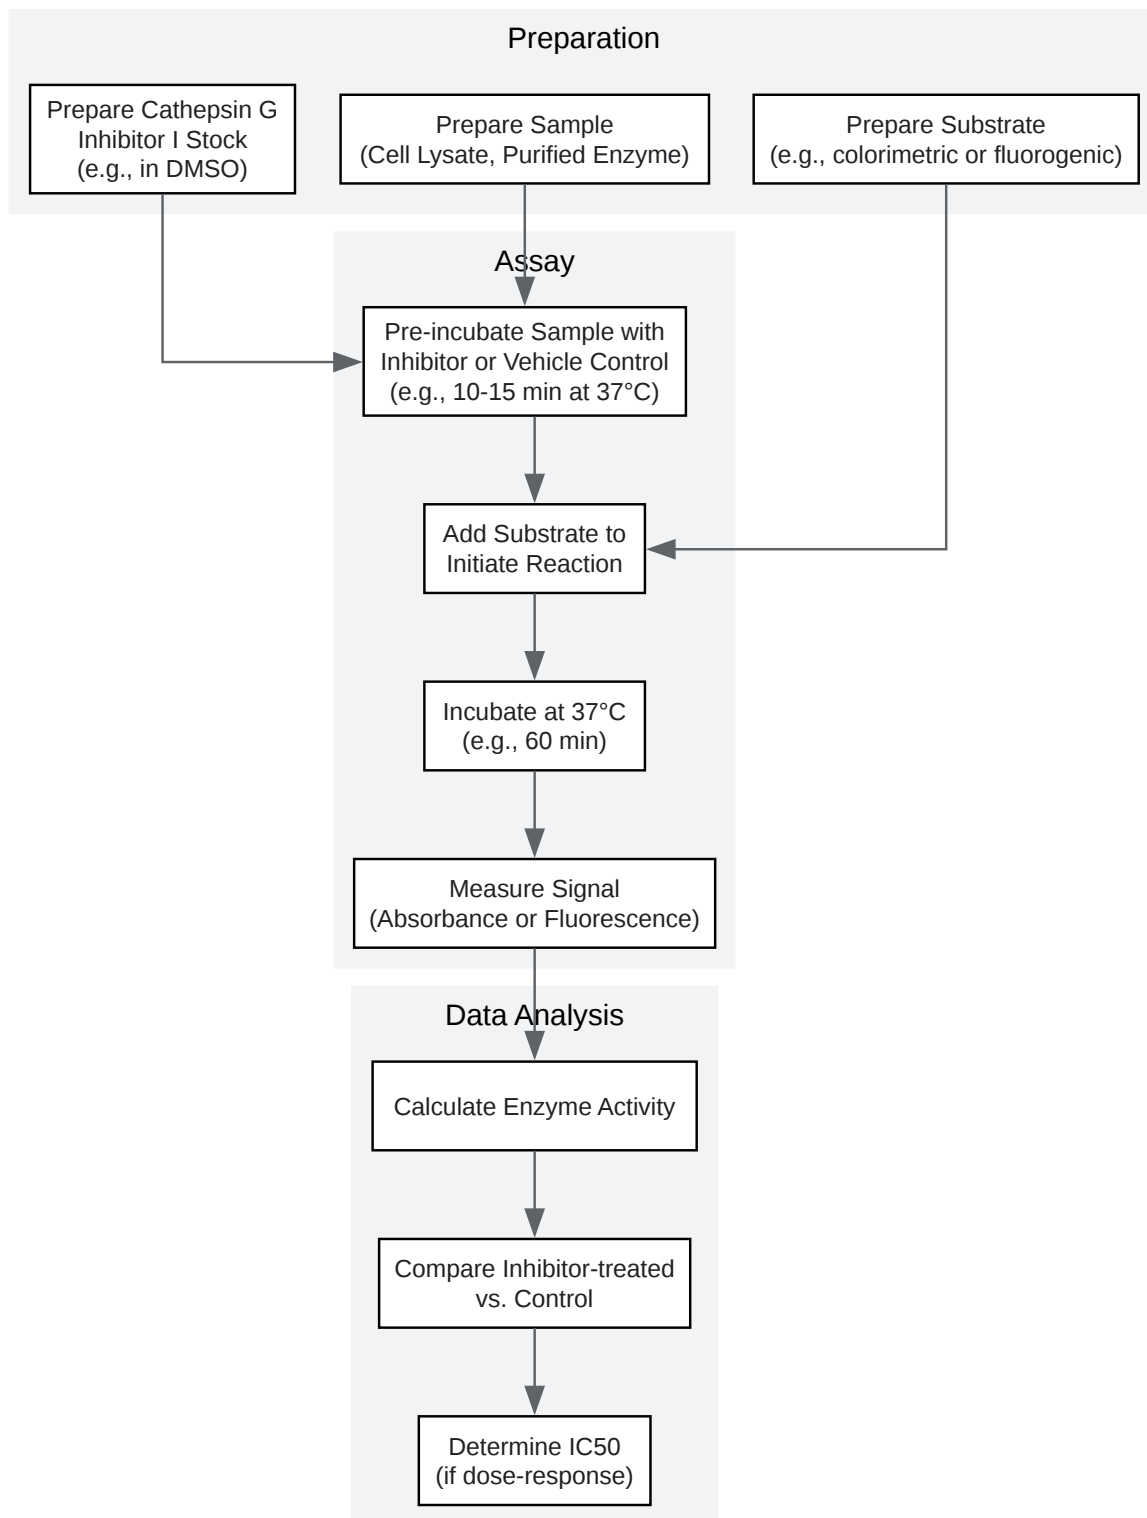 Preparation
Prepare Cathepsin G
Inhibitor I Stock
(e.g., in DMSO)
Prepare Sample
(Cell Lysate, Purified Enzyme)
Prepare Substrate
(e.g., colorimetric or fluorogenic)
Assay
Pre-incubate Sample with
Inhibitor or Vehicle Control
(e.g., 10-15 min at 37°C)
Add Substrate to
Initiate Reaction
Incubate at 37°C
(e.g., 60 min)
Measure Signal
(Absorbance or Fluorescence)
Data Analysis
Calculate Enzyme Activity
Compare Inhibitor-treated
vs. Control
Determine IC50
(if dose-response)